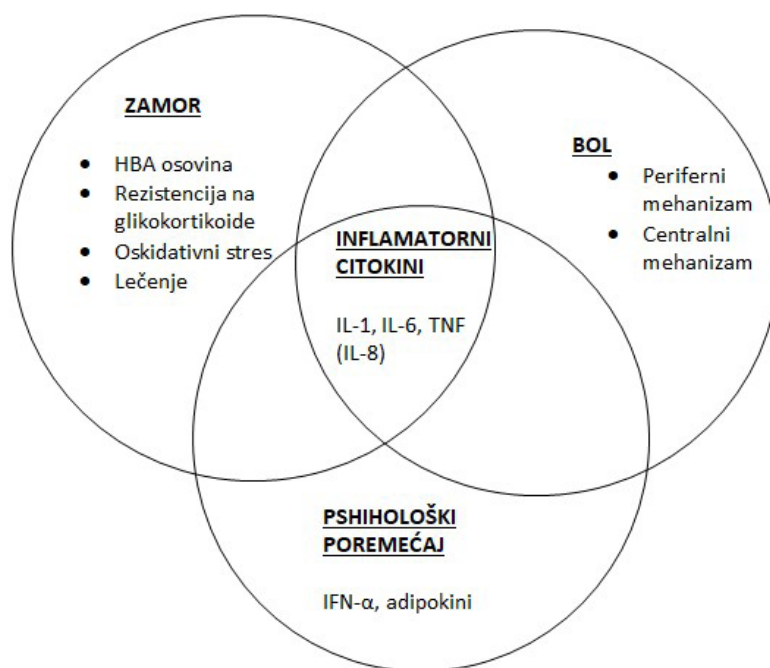 ZAMOR
HBA osovina
Rezistencija na
glikokortikoide
Oskidativni stres
Lečenje
BOL
Periferni
mehanizam
Centralni
mehanizam
INFLAMATORNI
CITOKINI
IL-1, IL-6, TNF
(IL-8)
PSHIHOLOŠKI
POREMEĆAJ
IFN-α, adipokini